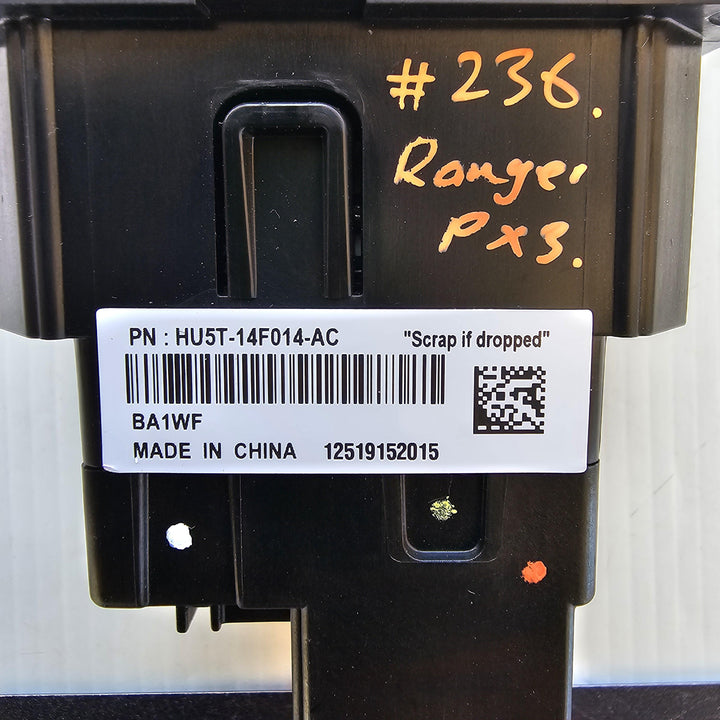 #236.
Ranger
PX3.
PN : HU5T-14F014-AC "Scrap if dropped"
BA1WF
MADE IN CHINA 12519152015